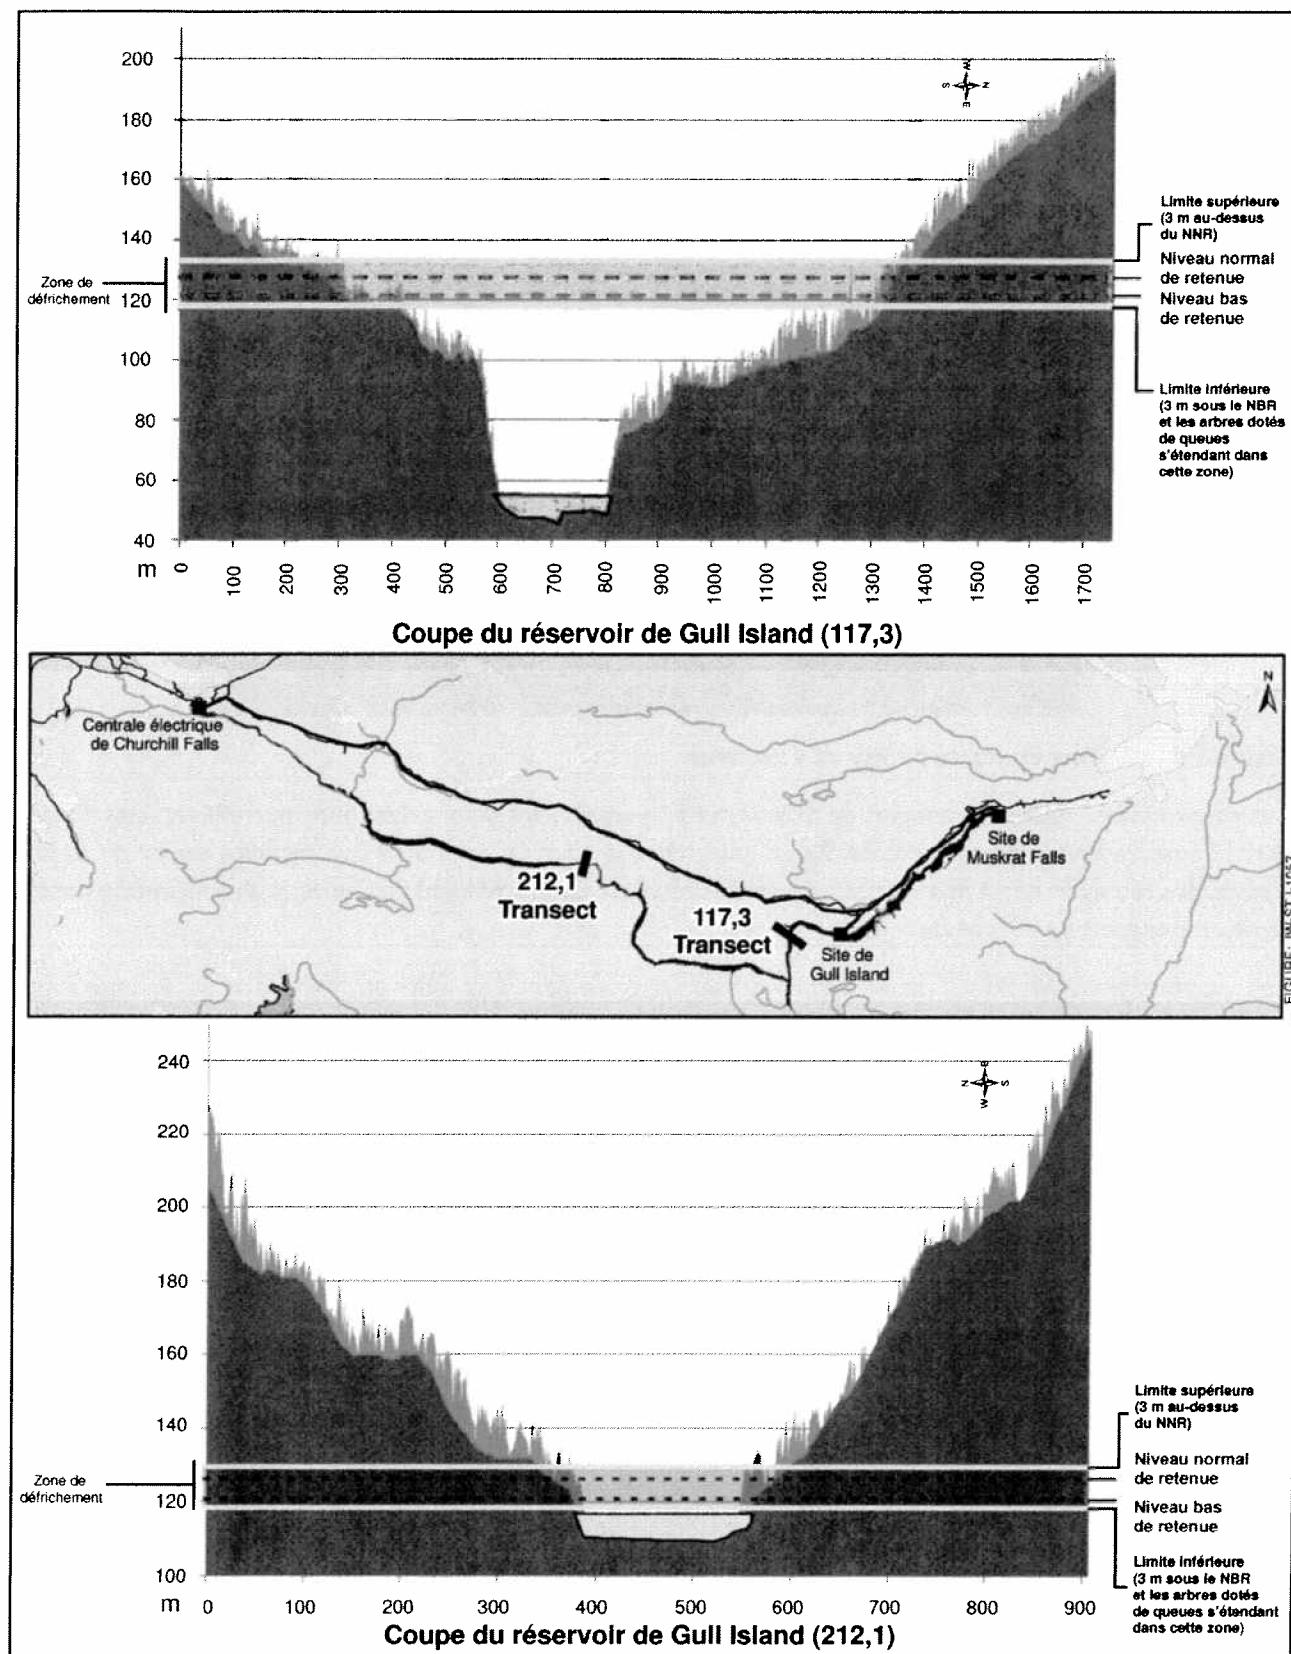 200
180
160
140
120
100
80
60
40
m
0
100
200
300
400
500
600
700
800
900
1000
1100
1200
1300
1400
1500
1600
1700
W
S
N
E
Zone de
défrichement
Limite supérieure
(3 m au-dessus
du NNR)
Niveau normal
de retenue
Niveau bas
de retenue
Limite inférieure
(3 m sous le NBR
et les arbres dotés
de queues
s'étendant dans
cette zone)
Coupe du réservoir de Gull Island (117,3)
N
Centrale électrique
de Churchill Falls
Site de
Muskrat Falls
212,1
Transect
117,3
Transect
Site de
Gull Island
240
220
200
180
160
140
120
100
m
0
100
200
300
400
500
600
700
800
900
N
S
W
Zone de
défrichement
Limite supérieure
(3 m au-dessus
du NNR)
Niveau normal
de retenue
Niveau bas
de retenue
Limite inférieure
(3 m sous le NBR
et les arbres dotés
de queues s'étendant
dans cette zone)
Coupe du réservoir de Gull Island (212,1)